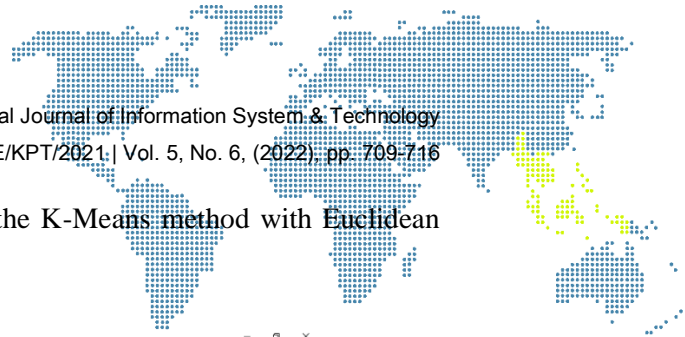 al Journal of Information System & Technology
E/KPT/2021 | Vol. 5, No. 6, (2022), pp. 709-716
the K-Means method with Euclidean